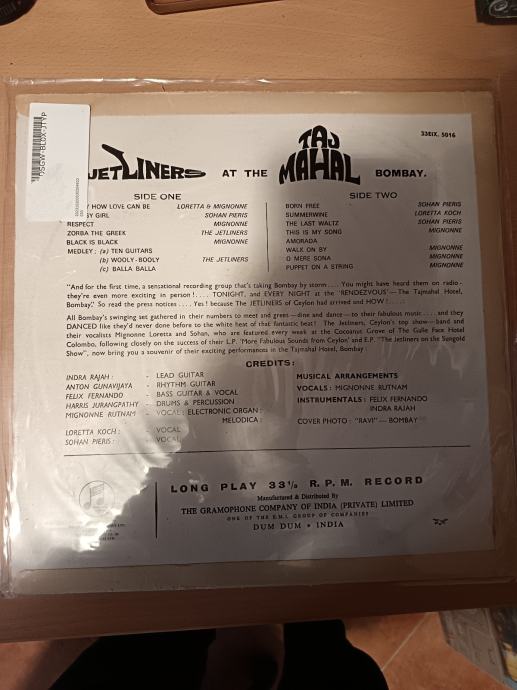 33EIX. 5016
JETLINERS AT THE TAJ MAHAL BOMBAY.
SIDE ONE
HOW LOVE CAN BE LORETTA & MIGNONNE
GIRL SOHAN PIERIS
RESPECT MIGNONNE
ZORBA THE GREEK THE JETLINERS
BLACK IS BLACK MIGNONNE
MEDLEY: (a) TEN GUITARS
(b) WOOLY-BOOLY THE JETLINERS
(c) BALLA BALLA
SIDE TWO
BORN FREE SOHAN PIERIS
SUMMERWINE LORETTA KOCH
THE LAST WALTZ SOHAN PIERIS
THIS IS MY SONG MIGNONNE
AMORADA
WALK ON BY MIGNONNE
O MERE SONA MIGNONNE
PUPPET ON A STRING MIGNONNE
"And for the first time, a sensational recording group that's taking Bombay by storm.... You might have heard them on radio -
they're even more exciting in person!.... TONIGHT, and EVERY NIGHT at the 'RENDEZVOUS'—The Tajmahal Hotel,
Bombay." So read the press notices.... Yes! because The JETLINERS of Ceylon had arrived and HOW!....
All Bombay's swinging set gathered in their numbers to meet and greet—dine and dance—to their fabulous music.... and they
DANCED like they'd never done before to the white heat of that fantastic beat! The Jetliners, Ceylon's top show-band and
their vocalists Mignonne Loretta and Sohan, who are featured every week at the Coconut Grove of The Galle Face Hotel
Colombo, following closely on the success of their L.P. 'More Fabulous Sounds from Ceylon' and E.P. "The Jetliners on the Sungold
Show", now bring you a souvenir of their exciting performances in the Tajmahal Hotel, Bombay.
CREDITS:
INDRA RAJAH: - LEAD GUITAR
ANTON GUNAVIJAYA - RHYTHM GUITAR
FELIX FERNANDO - BASS GUITAR & VOCAL
HARRIS JURANGPATHY - DRUMS & PERCUSSION
MIGNONNE RUTNAM - VOCAL: ELECTRONIC ORGAN:
MELODICA:
LORETTA KOCH: - VOCAL
SOHAN PIERIS: - VOCAL
MUSICAL ARRANGEMENTS
VOCALS: MIGNONNE RUTNAM
INSTRUMENTALS: FELIX FERNANDO
INDRA RAJAH
COVER PHOTO: "RAVI"— BOMBAY
LONG PLAY 33⅓ R.P.M. RECORD
Manufactured & Distributed By
THE GRAMOPHONE COMPANY OF INDIA (PRIVATE) LIMITED
ONE OF THE E.M.I. GROUP OF COMPANIES
DUM DUM • INDIA